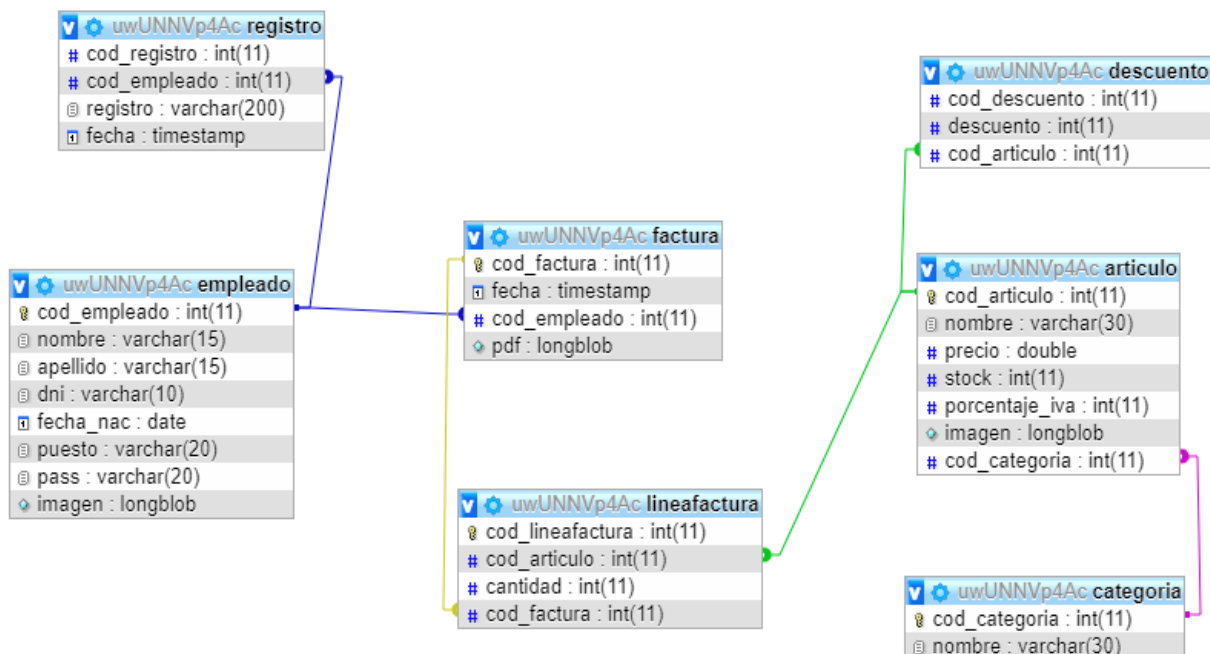 uwUNNVp4Ac registro
cod_registro : int(11)
cod_empleado : int(11)
registro : varchar(200)
fecha : timestamp
uwUNNVp4Ac descuento
cod_descuento : int(11)
descuento : int(11)
cod_articulo : int(11)
uwUNNVp4Ac factura
cod_factura : int(11)
fecha : timestamp
cod_empleado : int(11)
pdf : longblob
uwUNNVp4Ac empleado
cod_empleado : int(11)
nombre : varchar(15)
apellido : varchar(15)
dni : varchar(10)
fecha_nac : date
puesto : varchar(20)
pass : varchar(20)
imagen : longblob
uwUNNVp4Ac articulo
cod_articulo : int(11)
nombre : varchar(30)
precio : double
stock : int(11)
porcentaje_iva : int(11)
imagen : longblob
cod_categoria : int(11)
uwUNNVp4Ac lineafactura
cod_lineafactura : int(11)
cod_articulo : int(11)
cantidad : int(11)
cod_factura : int(11)
uwUNNVp4Ac categoria
cod_categoria : int(11)
nombre : varchar(30)